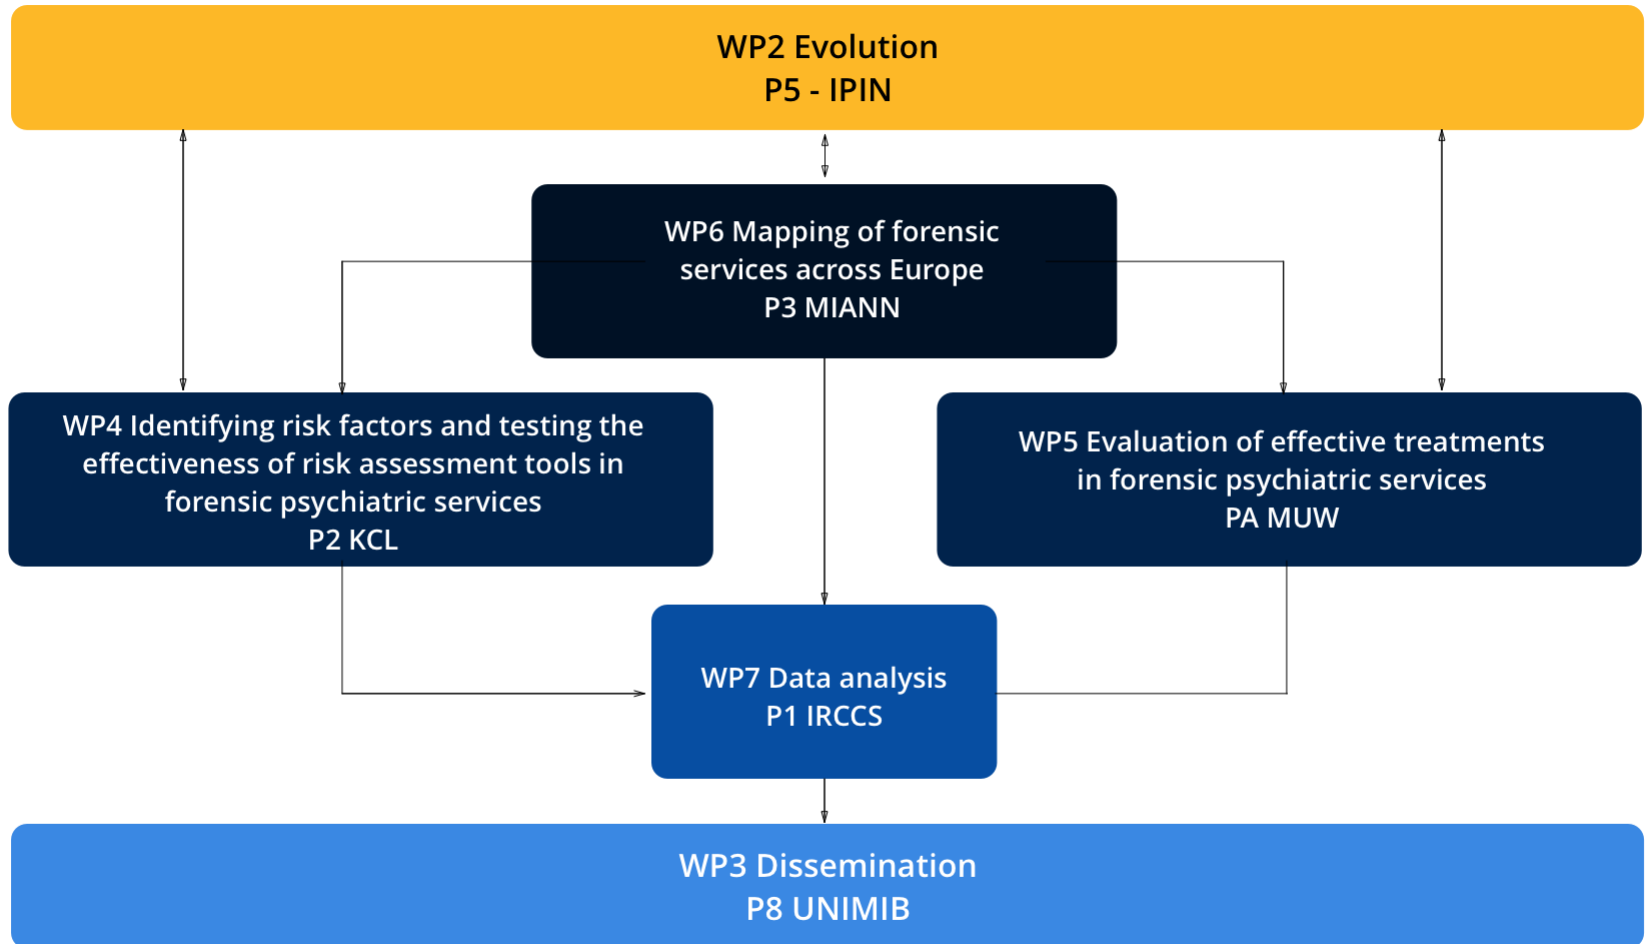 WP2 Evolution
P5 - IPIN
WP6 Mapping of forensic
services across Europe
P3 MIANN
WP4 Identifying risk factors and testing the
effectiveness of risk assessment tools in
forensic psychiatric services
P2 KCL
WP5 Evaluation of effective treatments
in forensic psychiatric services
PA MUW
WP7 Data analysis
P1 IRCCS
WP3 Dissemination
P8 UNIMIB